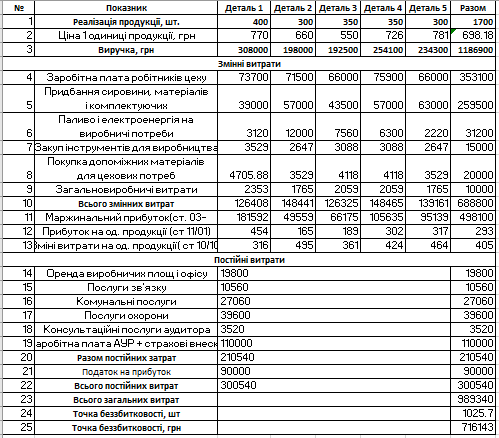 № Показник Деталь 1 Деталь 2 Деталь 3 Деталь 4 Деталь 5 Разом
1 Реалізація продукції, шт. 400 300 350 350 300 1700
2 Ціна 1 одиниці продукції, грн 770 660 550 726 781 698.18
3 Виручка, грн 308000 198000 192500 254100 234300 1186900
Змінні витрати
4 Заробітна плата робітників цеху 73700 71500 66000 75900 66000 353100
Придбання сировини, матеріалів
5 і комплектуючих 39000 57000 43500 57000 63000 259500
Паливо і електроенергія на
6 виробничі потреби 3120 12000 7560 6300 2220 31200
7 Закуп інструментів для виробництва 3529 2647 3088 3088 2647 15000
Покупка допоміжних матеріалів
8 для цехових потреб 4705.88 3529 4118 4118 3529 20000
9 Загальновиробничі витрати 2353 1765 2059 2059 1765 10000
10 Всього змінних витрат 126408 148441 126325 148465 139161 688800
11 Маржинальний прибуток(ст. 03- 181592 49559 66175 105635 95139 498100
12 Прибуток на од. продукції (ст 11/01) 454 165 189 302 317 293
13 Зміні витрати на од. продукції( ст 10/10 316 495 361 424 464 405
Постійні витрати
14 Оренда виробничих площ і офісу 19800 19800
15 Послуги зв'язку 10560 10560
16 Комунальні послуги 27060 27060
17 Послуги охорони 39600 39600
18 Консультаційні послуги аудитора 3520 3520
19 аробітна плата АУР + страхові внеск 110000 110000
20 Разом постійних затрат 210540 210540
21 Податок на прибуток 90000 90000
22 Всього постійних витрат 300540 300540
23 Всього загальних витрат 989340
24 Точка беззбитковості, шт 1025.7
25 Точка беззбитковості, грн 716143